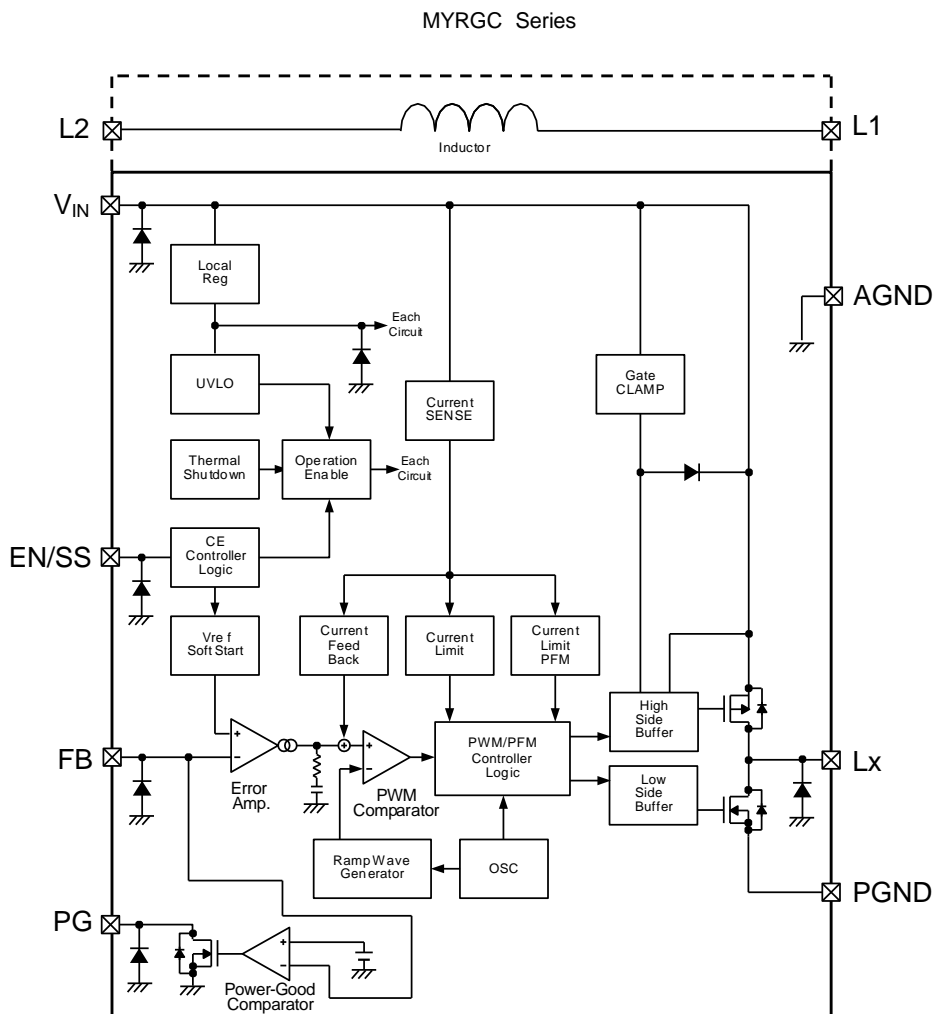 MYRGC Series
L2
L1
Inductor
VIN
Local
Reg
AGND
Each
Circuit
UVLO
Current
SENSE
Gate
CLAMP
Thermal
Shutdown
Operation
Enable
Each
Circuit
EN/SS
CE
Controller
Logic
Vref
Soft Start
Current
Feed
Back
Current
Limit
Current
Limit
PFM
High
Side
Buffer
+
-
Error
Amp.
+
+
-
PWM
Comparator
PWM/PFM
Controller
Logic
FB
Lx
Low
Side
Buffer
Ramp Wave
Generator
OSC
PGND
PG
+
-
Power-Good
Comparator